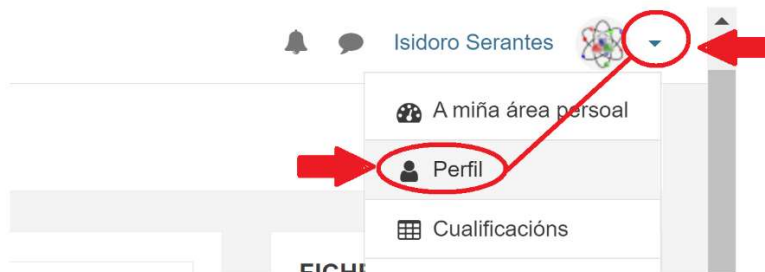 Isidoro Serantes
A miña área persoal
Perfil
Cualificacións